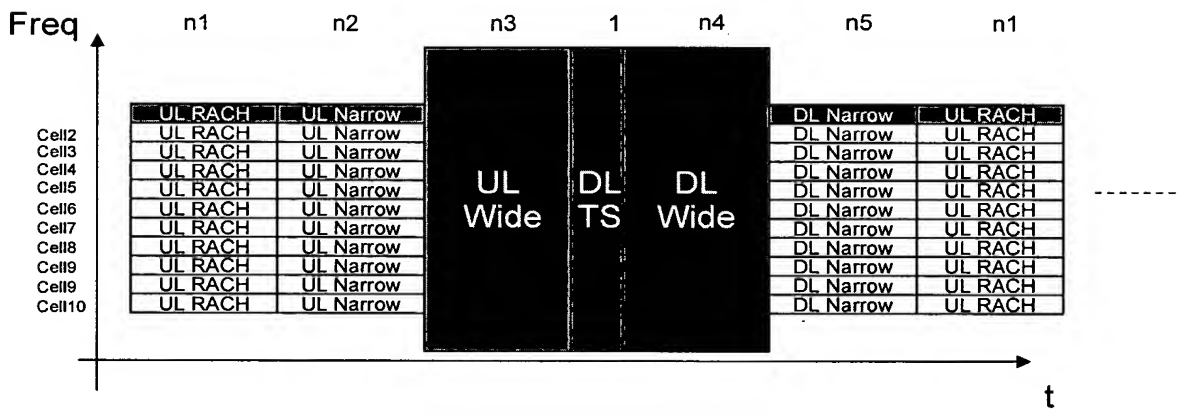 Freq n1 n2 n3 1 n4 n5 n1
UL RACH UL Narrow DL Narrow UL RACH
Cell2 UL RACH UL Narrow DL Narrow UL RACH
Cell3 UL RACH UL Narrow DL Narrow UL RACH
Cell4 UL RACH UL Narrow DL Narrow UL RACH
Cell5 UL RACH UL Narrow DL Narrow UL RACH
Cell6 UL RACH UL Narrow DL Narrow UL RACH
Cell7 UL RACH UL Narrow DL Narrow UL RACH
Cell8 UL RACH UL Narrow DL Narrow UL RACH
Cell9 UL RACH UL Narrow DL Narrow UL RACH
Cell9 UL RACH UL Narrow DL Narrow UL RACH
Cell10 UL RACH UL Narrow DL Narrow UL RACH
UL DL DL
Wide TS Wide
t